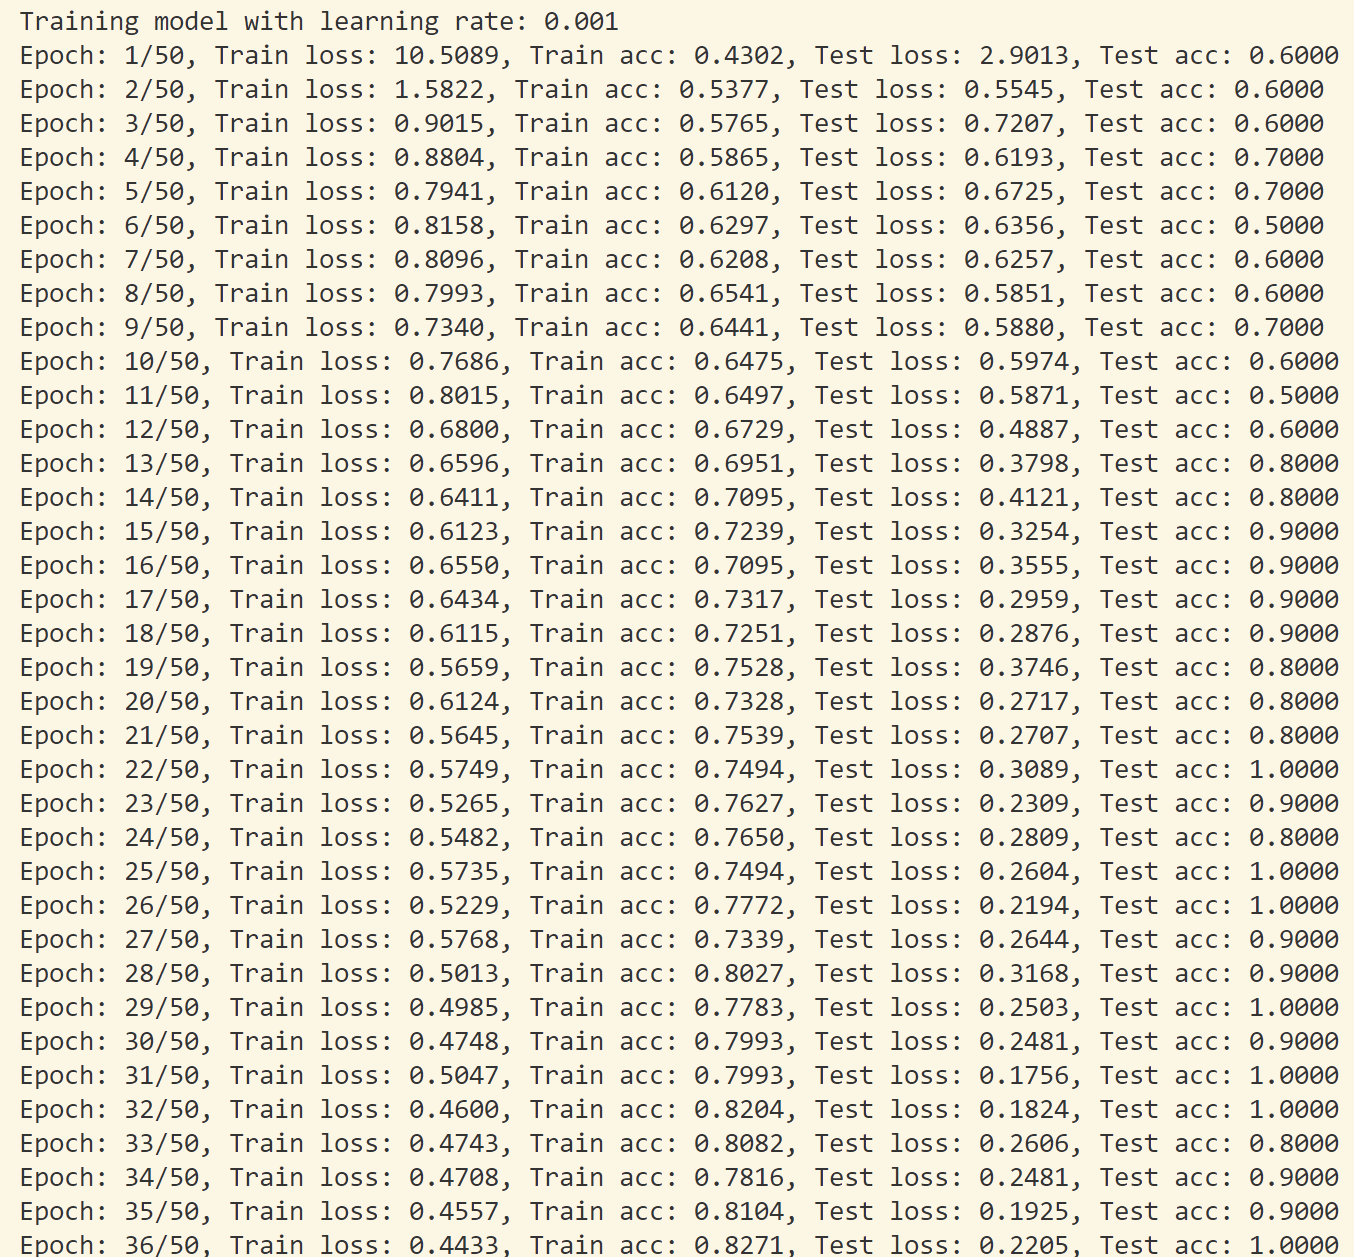 Training model with learning rate: 0.001
Epoch: 1/50, Train loss: 10.5089, Train acc: 0.4302, Test loss: 2.9013, Test acc: 0.6000
Epoch: 2/50, Train loss: 1.5822, Train acc: 0.5377, Test loss: 0.5545, Test acc: 0.6000
Epoch: 3/50, Train loss: 0.9015, Train acc: 0.5765, Test loss: 0.7207, Test acc: 0.6000
Epoch: 4/50, Train loss: 0.8804, Train acc: 0.5865, Test loss: 0.6193, Test acc: 0.7000
Epoch: 5/50, Train loss: 0.7941, Train acc: 0.6120, Test loss: 0.6725, Test acc: 0.7000
Epoch: 6/50, Train loss: 0.8158, Train acc: 0.6297, Test loss: 0.6356, Test acc: 0.5000
Epoch: 7/50, Train loss: 0.8096, Train acc: 0.6208, Test loss: 0.6257, Test acc: 0.6000
Epoch: 8/50, Train loss: 0.7993, Train acc: 0.6541, Test loss: 0.5851, Test acc: 0.6000
Epoch: 9/50, Train loss: 0.7340, Train acc: 0.6441, Test loss: 0.5880, Test acc: 0.7000
Epoch: 10/50, Train loss: 0.7686, Train acc: 0.6475, Test loss: 0.5974, Test acc: 0.6000
Epoch: 11/50, Train loss: 0.8015, Train acc: 0.6497, Test loss: 0.5871, Test acc: 0.5000
Epoch: 12/50, Train loss: 0.6800, Train acc: 0.6729, Test loss: 0.4887, Test acc: 0.6000
Epoch: 13/50, Train loss: 0.6596, Train acc: 0.6951, Test loss: 0.3798, Test acc: 0.8000
Epoch: 14/50, Train loss: 0.6411, Train acc: 0.7095, Test loss: 0.4121, Test acc: 0.8000
Epoch: 15/50, Train loss: 0.6123, Train acc: 0.7239, Test loss: 0.3254, Test acc: 0.9000
Epoch: 16/50, Train loss: 0.6550, Train acc: 0.7095, Test loss: 0.3555, Test acc: 0.9000
Epoch: 17/50, Train loss: 0.6434, Train acc: 0.7317, Test loss: 0.2959, Test acc: 0.9000
Epoch: 18/50, Train loss: 0.6115, Train acc: 0.7251, Test loss: 0.2876, Test acc: 0.9000
Epoch: 19/50, Train loss: 0.5659, Train acc: 0.7528, Test loss: 0.3746, Test acc: 0.8000
Epoch: 20/50, Train loss: 0.6124, Train acc: 0.7328, Test loss: 0.2717, Test acc: 0.8000
Epoch: 21/50, Train loss: 0.5645, Train acc: 0.7539, Test loss: 0.2707, Test acc: 0.8000
Epoch: 22/50, Train loss: 0.5749, Train acc: 0.7494, Test loss: 0.3089, Test acc: 1.0000
Epoch: 23/50, Train loss: 0.5265, Train acc: 0.7627, Test loss: 0.2309, Test acc: 0.9000
Epoch: 24/50, Train loss: 0.5482, Train acc: 0.7650, Test loss: 0.2809, Test acc: 0.8000
Epoch: 25/50, Train loss: 0.5735, Train acc: 0.7494, Test loss: 0.2604, Test acc: 1.0000
Epoch: 26/50, Train loss: 0.5229, Train acc: 0.7772, Test loss: 0.2194, Test acc: 1.0000
Epoch: 27/50, Train loss: 0.5768, Train acc: 0.7339, Test loss: 0.2644, Test acc: 0.9000
Epoch: 28/50, Train loss: 0.5013, Train acc: 0.8027, Test loss: 0.3168, Test acc: 0.9000
Epoch: 29/50, Train loss: 0.4985, Train acc: 0.7783, Test loss: 0.2503, Test acc: 1.0000
Epoch: 30/50, Train loss: 0.4748, Train acc: 0.7993, Test loss: 0.2481, Test acc: 0.9000
Epoch: 31/50, Train loss: 0.5047, Train acc: 0.7993, Test loss: 0.1756, Test acc: 1.0000
Epoch: 32/50, Train loss: 0.4600, Train acc: 0.8204, Test loss: 0.1824, Test acc: 1.0000
Epoch: 33/50, Train loss: 0.4743, Train acc: 0.8082, Test loss: 0.2606, Test acc: 0.8000
Epoch: 34/50, Train loss: 0.4708, Train acc: 0.7816, Test loss: 0.2481, Test acc: 0.9000
Epoch: 35/50, Train loss: 0.4557, Train acc: 0.8104, Test loss: 0.1925, Test acc: 0.9000
Epoch: 36/50, Train loss: 0.4433, Train acc: 0.8271, Test loss: 0.2205, Test acc: 1.0000